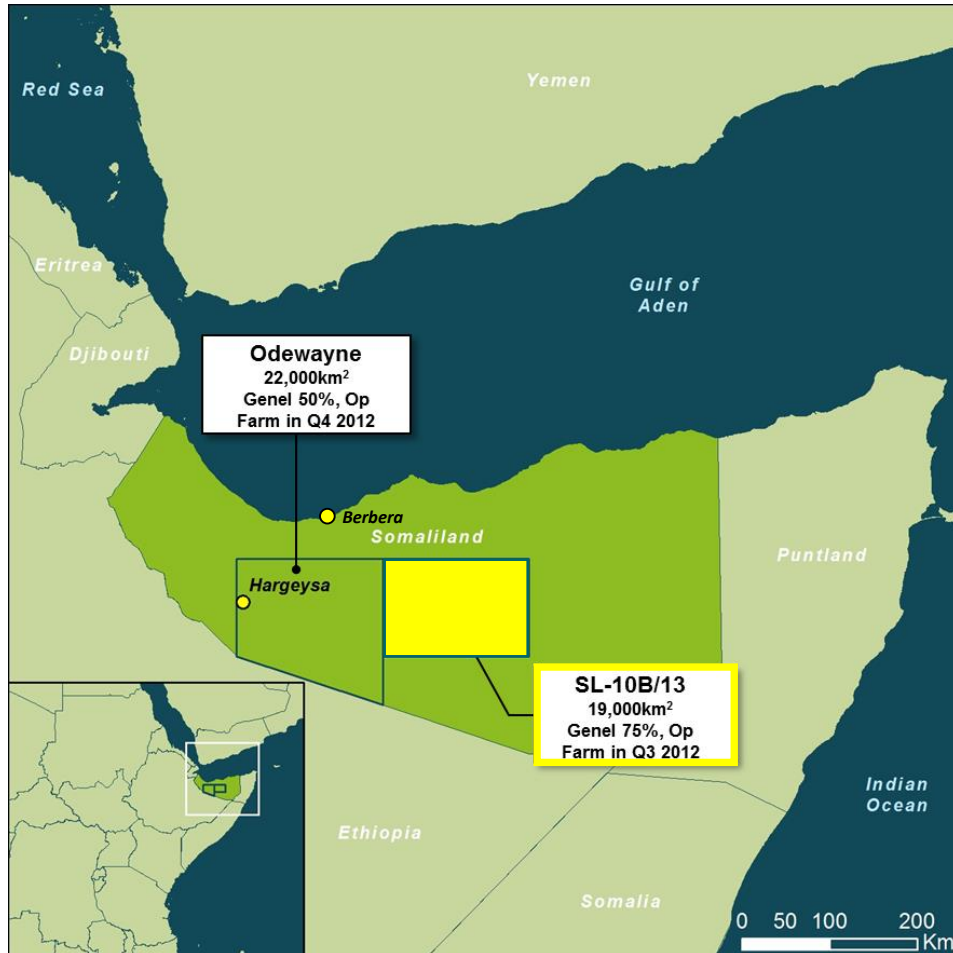 Red Sea
Yemen
Eritrea
Gulf of
Aden
Djibouti
Odewayne
22,000km²
Genel 50%, Op
Farm in Q4 2012
Berbera
Somaliland
Puntland
Hargeysa
SL-10B/13
19,000km²
Genel 75%, Op
Farm in Q3 2012
Indian
Ocean
Ethiopia
Somalia
0 50 100 200
Km